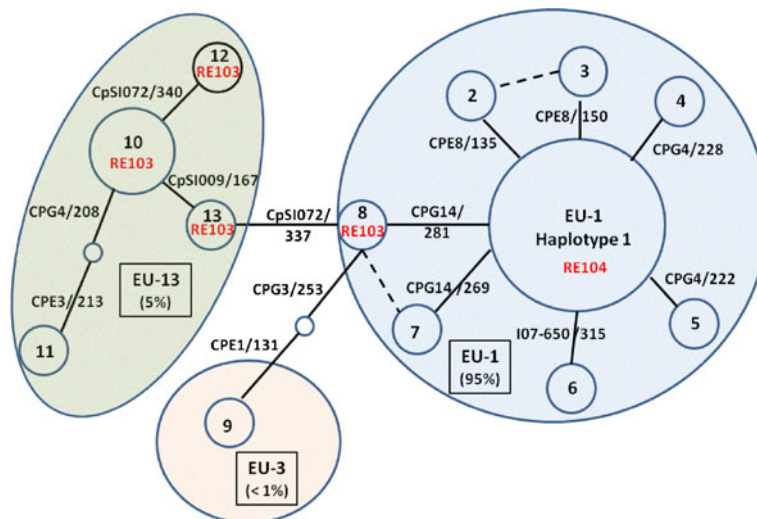 12
RE103
CpSI072/340
10
RE103
CpSI009/167
CPG4/208
13
RE103
CPE3/213
EU-13
(5%)
11
CpSI072/
337
8
RE103
CPG14/
281
CPG3/253
CPE1/131
9
EU-3
(< 1%)
2
3
4
CPE8/135
CPE8/150
CPG4/228
EU-1
Haplotype 1
RE104
CPG14/269
CPG4/222
7
I07-650/315
5
EU-1
(95%)
6